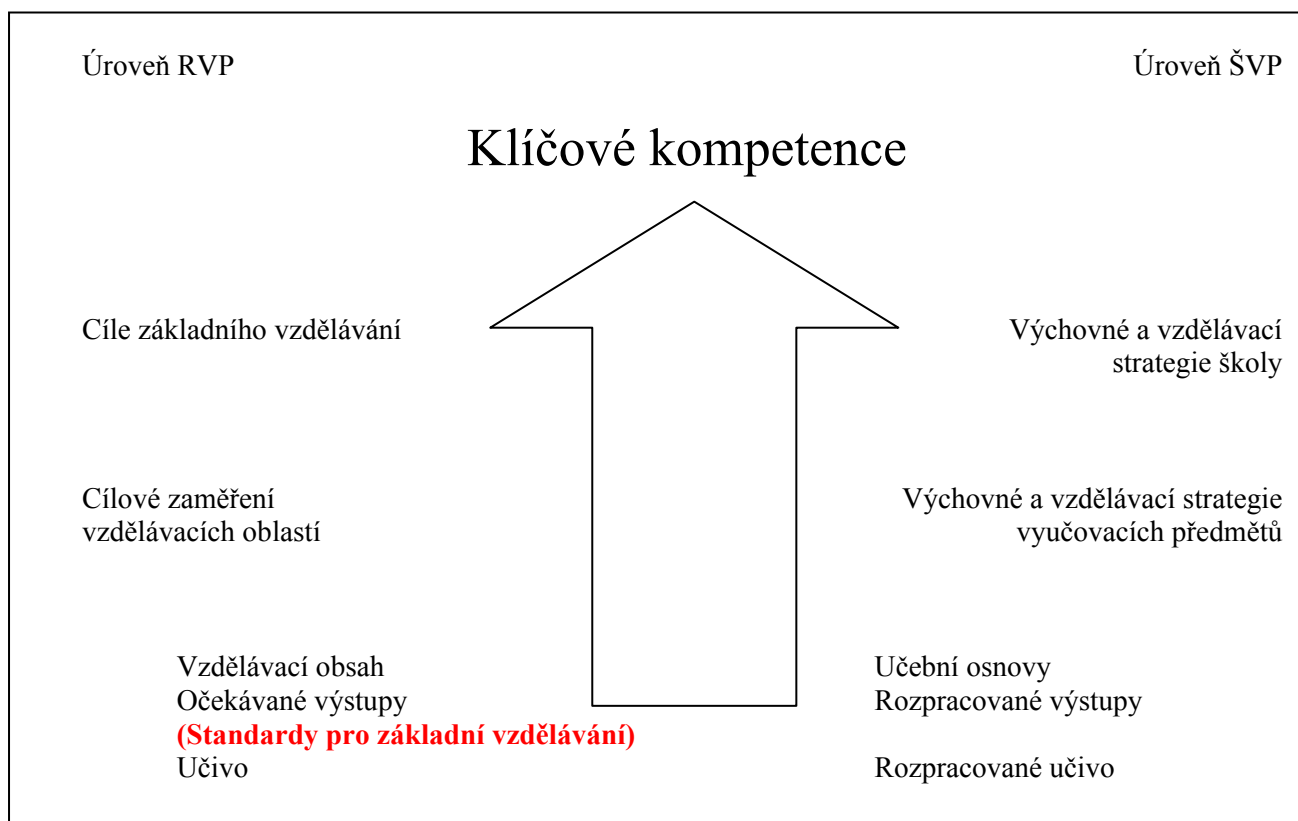 Úroveň RVP
Úroveň ŠVP
Klíčové kompetence
Cíle základního vzdělávání
Výchovné a vzdělávací
strategie školy
Cílové zaměření
vzdělávacích oblastí
Výchovné a vzdělávací strategie
vyučovacích předmětů
Vzdělávací obsah
Očekávané výstupy
(Standardy pro základní vzdělávání)
Učivo
Učební osnovy
Rozpracované výstupy
Rozpracované učivo